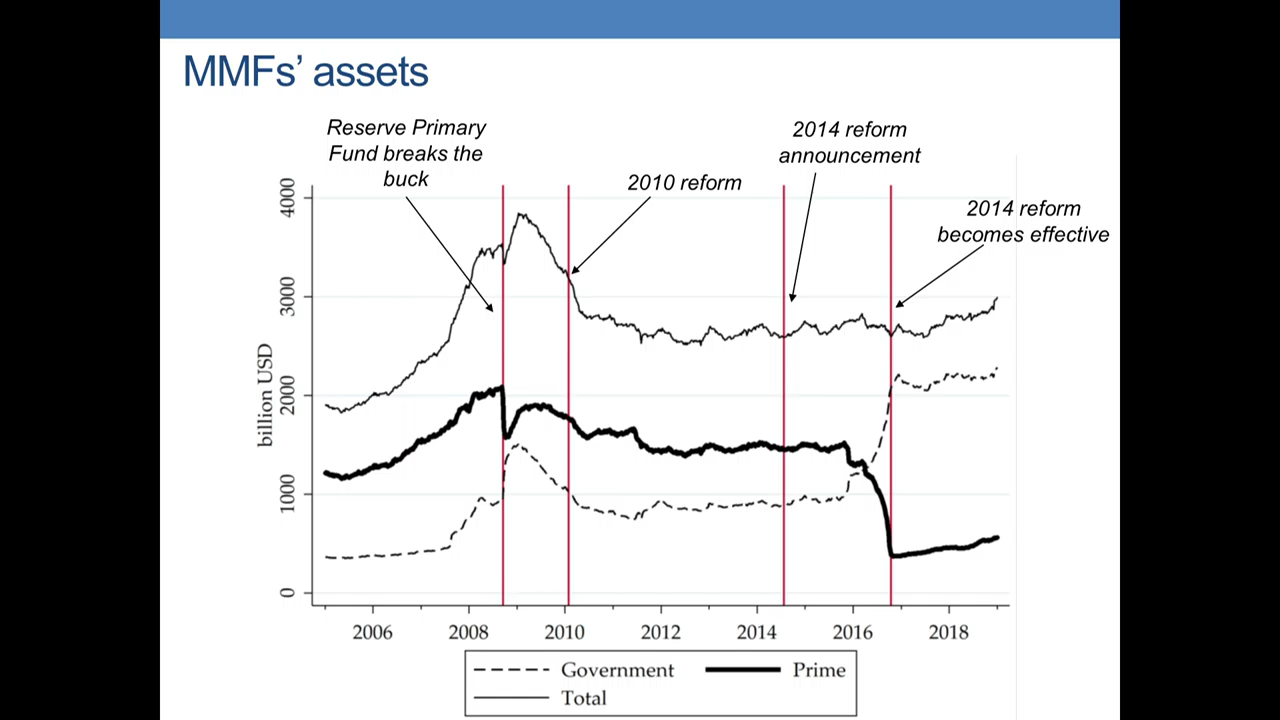 MMFs' assets
Reserve Primary
Fund breaks the
buck
2010 reform
2014 reform
announcement
2014 reform
becomes effective
billion USD
4000
3000
2000
1000
0
2006
2008
2010
2012
2014
2016
2018
Government
Prime
Total